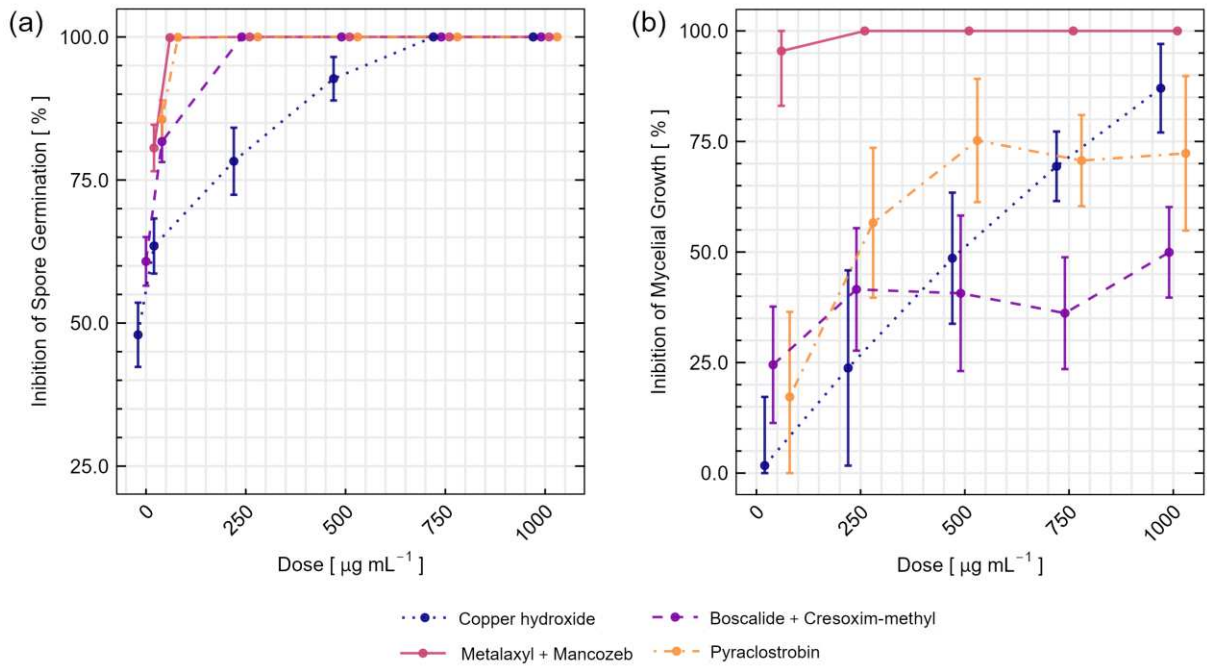 (a)
100.0
75.0
50.0
25.0
Inibition of Spore Germination [ % ]
0
250
500
750
1000
Dose [ µg mL⁻¹ ]
(b)
100.0
75.0
50.0
25.0
0.0
Inibition of Mycelial Growth [ % ]
0
250
500
750
1000
Dose [ µg mL⁻¹ ]
Copper hydroxide
Boscalide + Cresoxim-methyl
Metalaxyl + Mancozeb
Pyraclostrobin